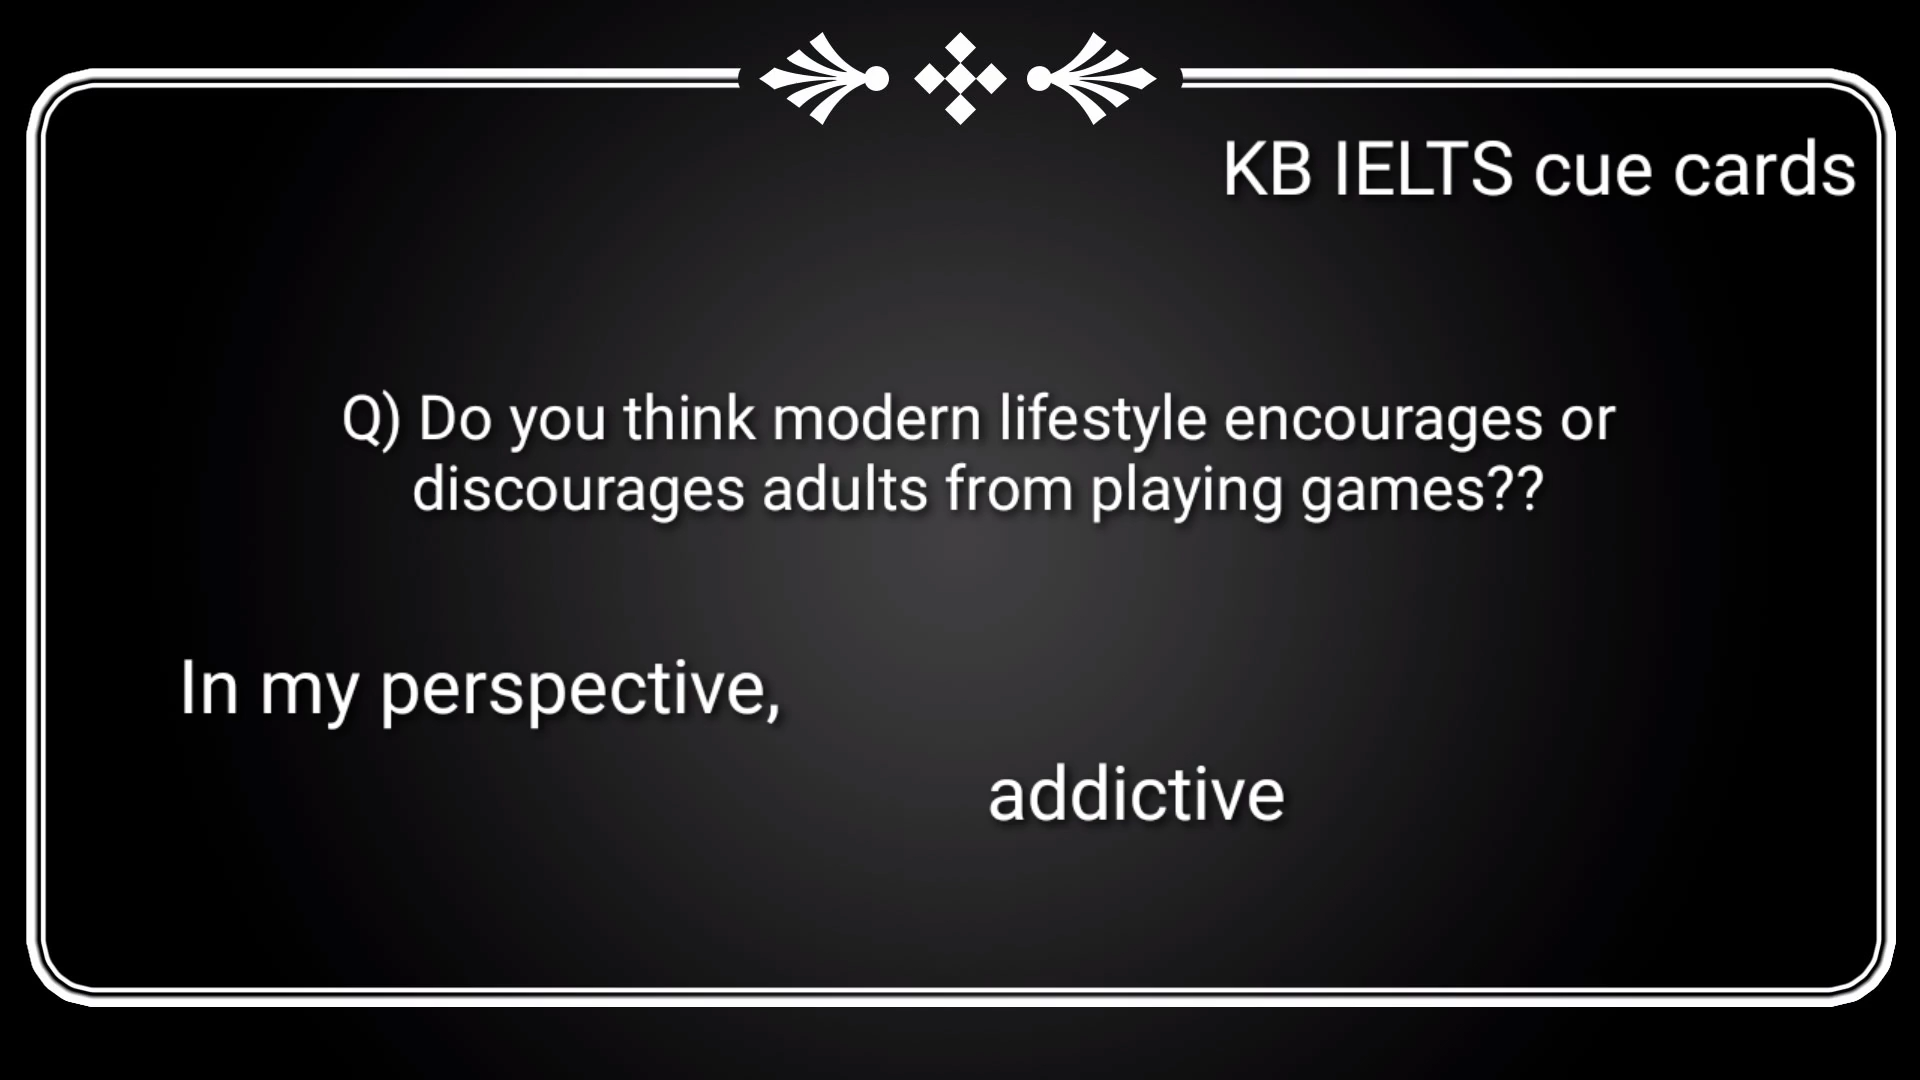 KB IELTS cue cards
Q) Do you think modern lifestyle encourages or
discourages adults from playing games??
In my perspective,
addictive